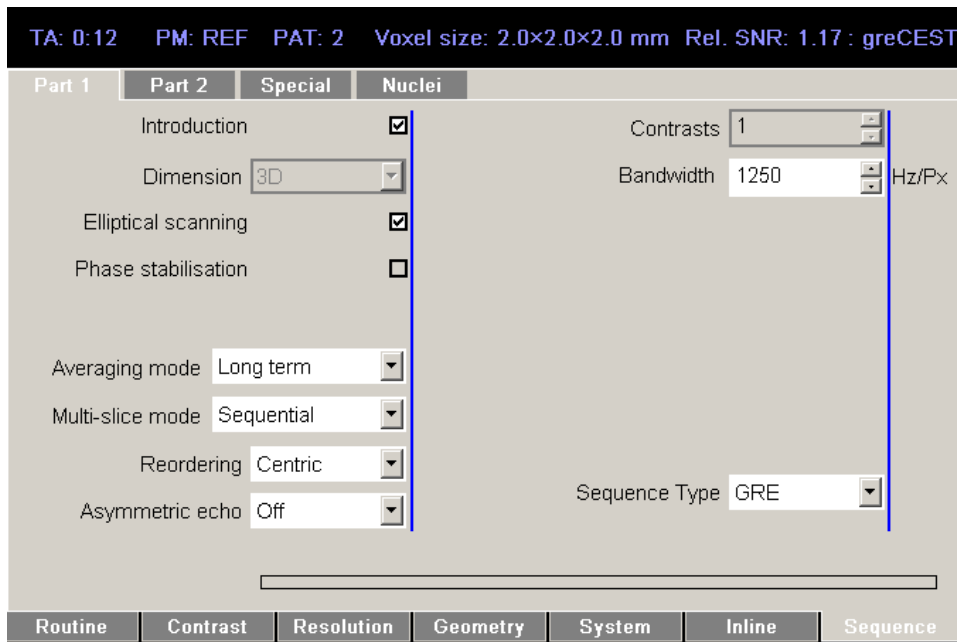 TA: 0:12 PM: REF PAT: 2 Voxel size: 2.0×2.0×2.0 mm Rel. SNR: 1.17 : greCEST
Part 1 Part 2 Special Nuclei
Introduction Contrasts 1
Dimension 3D Bandwidth 1250 Hz/Px
Elliptical scanning
Phase stabilisation
Averaging mode Long term
Multi-slice mode Sequential
Reordering Centric
Sequence Type GRE
Asymmetric echo Off
Routine Contrast Resolution Geometry System Inline Sequence